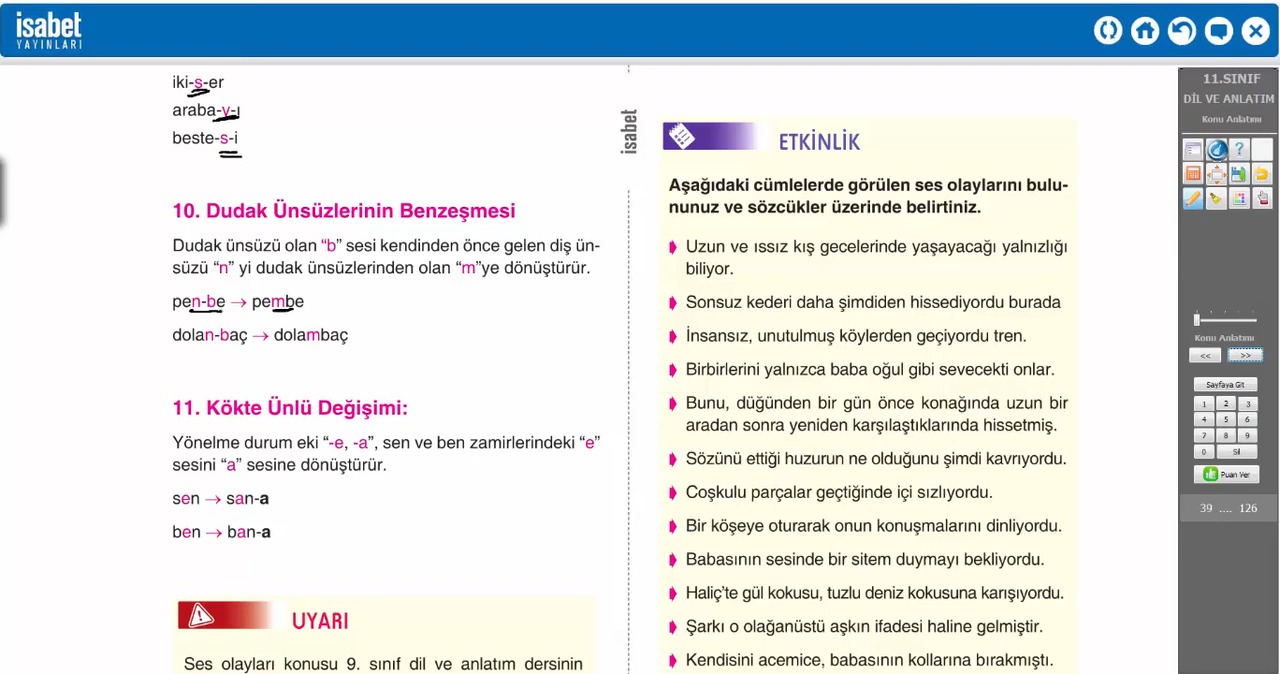 isabet
YAYINLARI
iki-s-er
araba-y-ı
beste-s-i
10. Dudak Ünsüzlerinin Benzeşmesi
Dudak ünsüzü olan “b” sesi kendinden önce gelen diş ün-
süzü “n” yi dudak ünsüzlerinden olan “m”ye dönüştürür.
pen-be → pembe
dolan-baç → dolambaç
11. Kökte Ünlü Değişimi:
Yönelme durum eki “-e, -a”, sen ve ben zamirlerindeki “e”
sesini “a” sesine dönüştürür.
sen → san-a
ben → ban-a
UYARI
Ses olayları konusu 9. sınıf dil ve anlatım dersinin
isabet
ETKİNLİK
Aşağıdaki cümlelerde görülen ses olaylarını bulu-
nunuz ve sözcükler üzerinde belirtiniz.
Uzun ve ıssız kış gecelerinde yaşayacağı yalnızlığı
biliyor.
Sonsuz kederi daha şimdiden hissediyordu burada
İnsansız, unutulmuş köylerden geçiyordu tren.
Birbirlerini yalnızca baba oğul gibi sevecekti onlar.
Bunu, düğünden bir gün önce konağında uzun bir
aradan sonra yeniden karşılaştıklarında hissetmiş.
Sözünü ettiği huzurun ne olduğunu şimdi kavrıyordu.
Coşkulu parçalar geçtiğinde içi sızlıyordu.
Bir köşeye oturarak onun konuşmalarını dinliyordu.
Babasının sesinde bir sitem duymayı bekliyordu.
Haliç’te gül kokusu, tuzlu deniz kokusuna karışıyordu.
Şarkı o olağanüstü aşkın ifadesi haline gelmiştir.
Kendisini acemice, babasının kollarına bırakmıştı.
11.SINIF
DİL VE ANLATIM
Konu Anlatımı
Konu Anlatımı
<< >>
Sayfaya Git
1 2 3
4 5 6
7 8 9
0 Sil
Puan Ver
39 .... 126